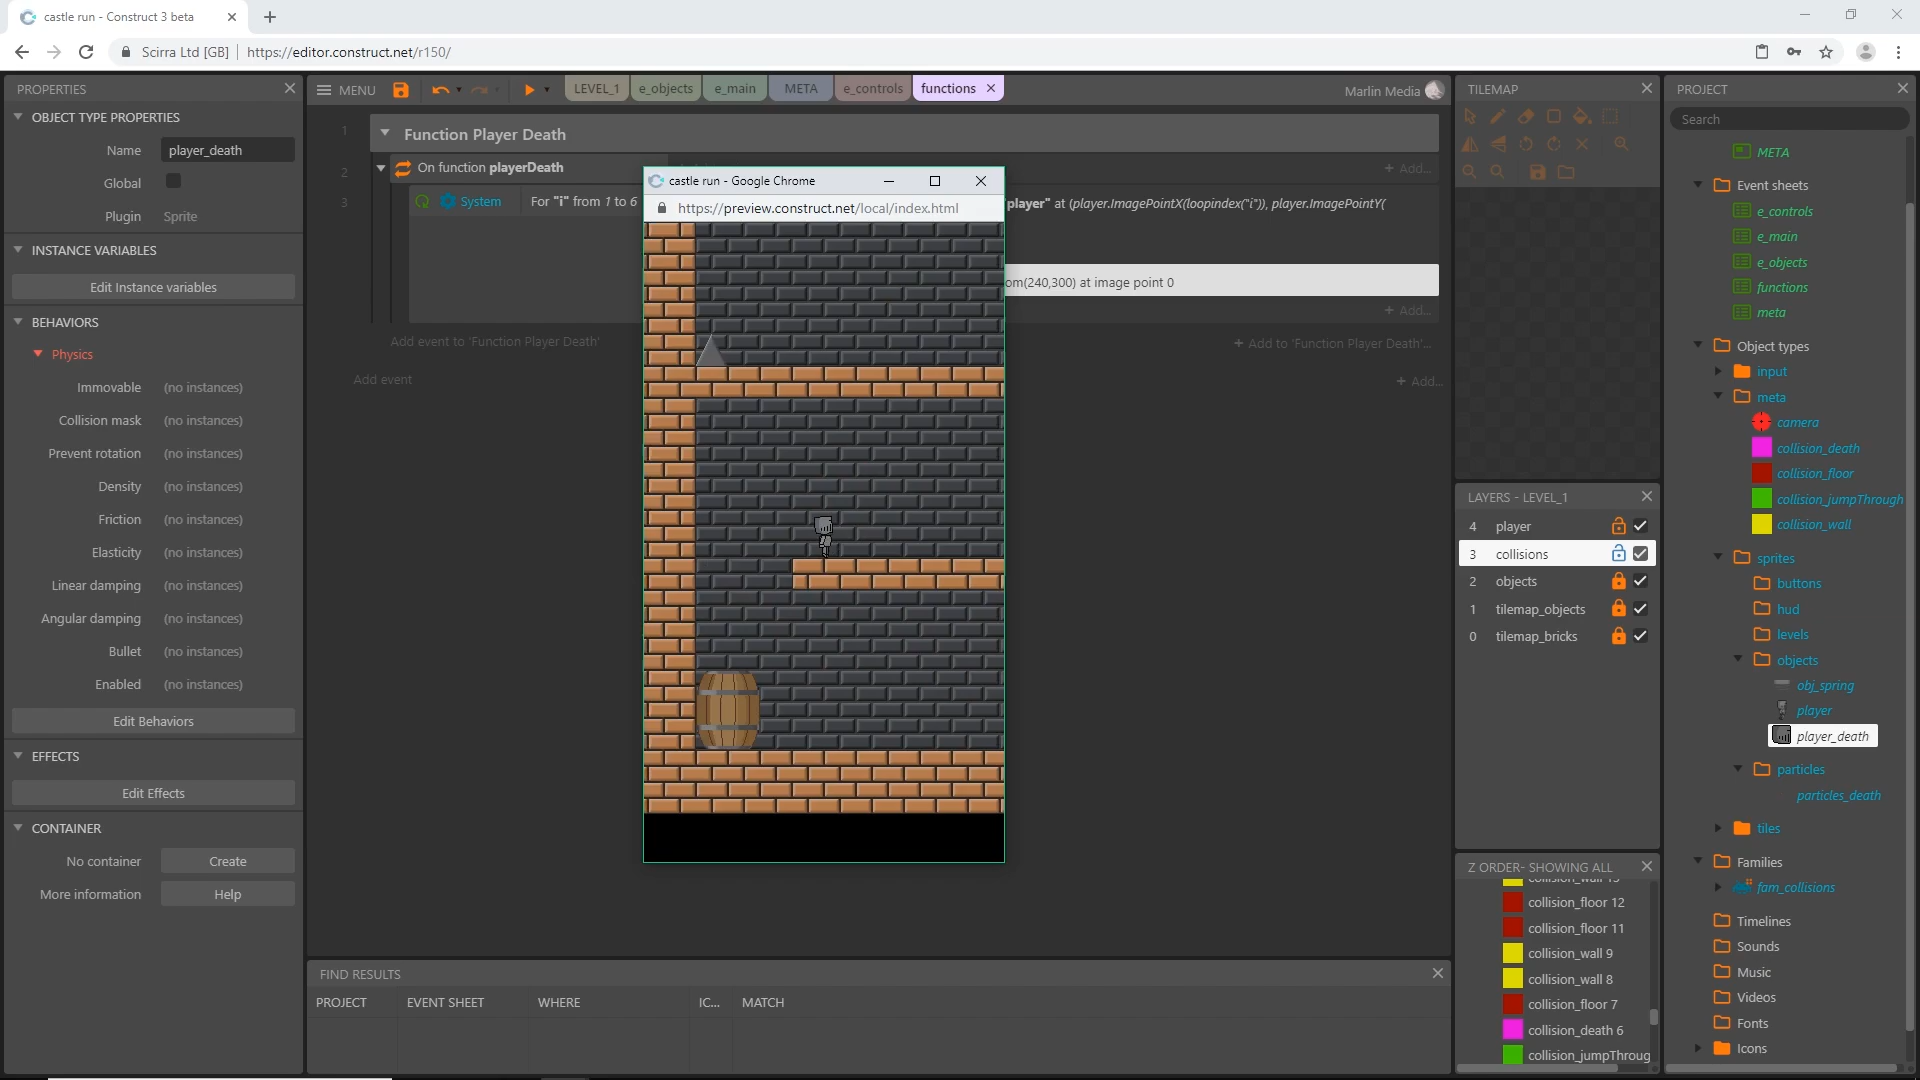 castle run - Construct 3 beta
Scirra Ltd [GB]
https://editor.construct.net/r150/
PROPERTIES
OBJECT TYPE PROPERTIES
Name player_death
Global
Plugin Sprite
INSTANCE VARIABLES
Edit Instance variables
BEHAVIORS
Physics
Immovable (no instances)
Collision mask (no instances)
Prevent rotation (no instances)
Density (no instances)
Friction (no instances)
Elasticity (no instances)
Linear damping (no instances)
Angular damping (no instances)
Bullet (no instances)
Enabled (no instances)
Edit Behaviors
EFFECTS
Edit Effects
CONTAINER
No container Create
More information Help
MENU
LEVEL_1 e_objects e_main META e_controls functions
Marlin Media
1 Function Player Death
2 On function playerDeath
+ Add...
3 System For "i" from 1 to 6
player" at (player.ImagePointX(loopindex("i")), player.ImagePointY(
om(240,300) at image point 0
+ Add...
Add event to 'Function Player Death'
+ Add to 'Function Player Death'...
Add event
+ Add...
castle run - Google Chrome
https://preview.construct.net/local/index.html
FIND RESULTS
PROJECT EVENT SHEET WHERE IC... MATCH
TILEMAP
LAYERS - LEVEL_1
4 player
3 collisions
2 objects
1 tilemap_objects
0 tilemap_bricks
Z ORDER- SHOWING ALL
collision_floor 12
collision_floor 11
collision_wall 9
collision_wall 8
collision_floor 7
collision_death 6
collision_jumpThroug
PROJECT
Search
META
Event sheets
e_controls
e_main
e_objects
functions
meta
Object types
input
meta
camera
collision_death
collision_floor
collision_jumpThrough
collision_wall
sprites
buttons
hud
levels
objects
obj_spring
player
player_death
particles
particles_death
tiles
Families
fam_collisions
Timelines
Sounds
Music
Videos
Fonts
Icons